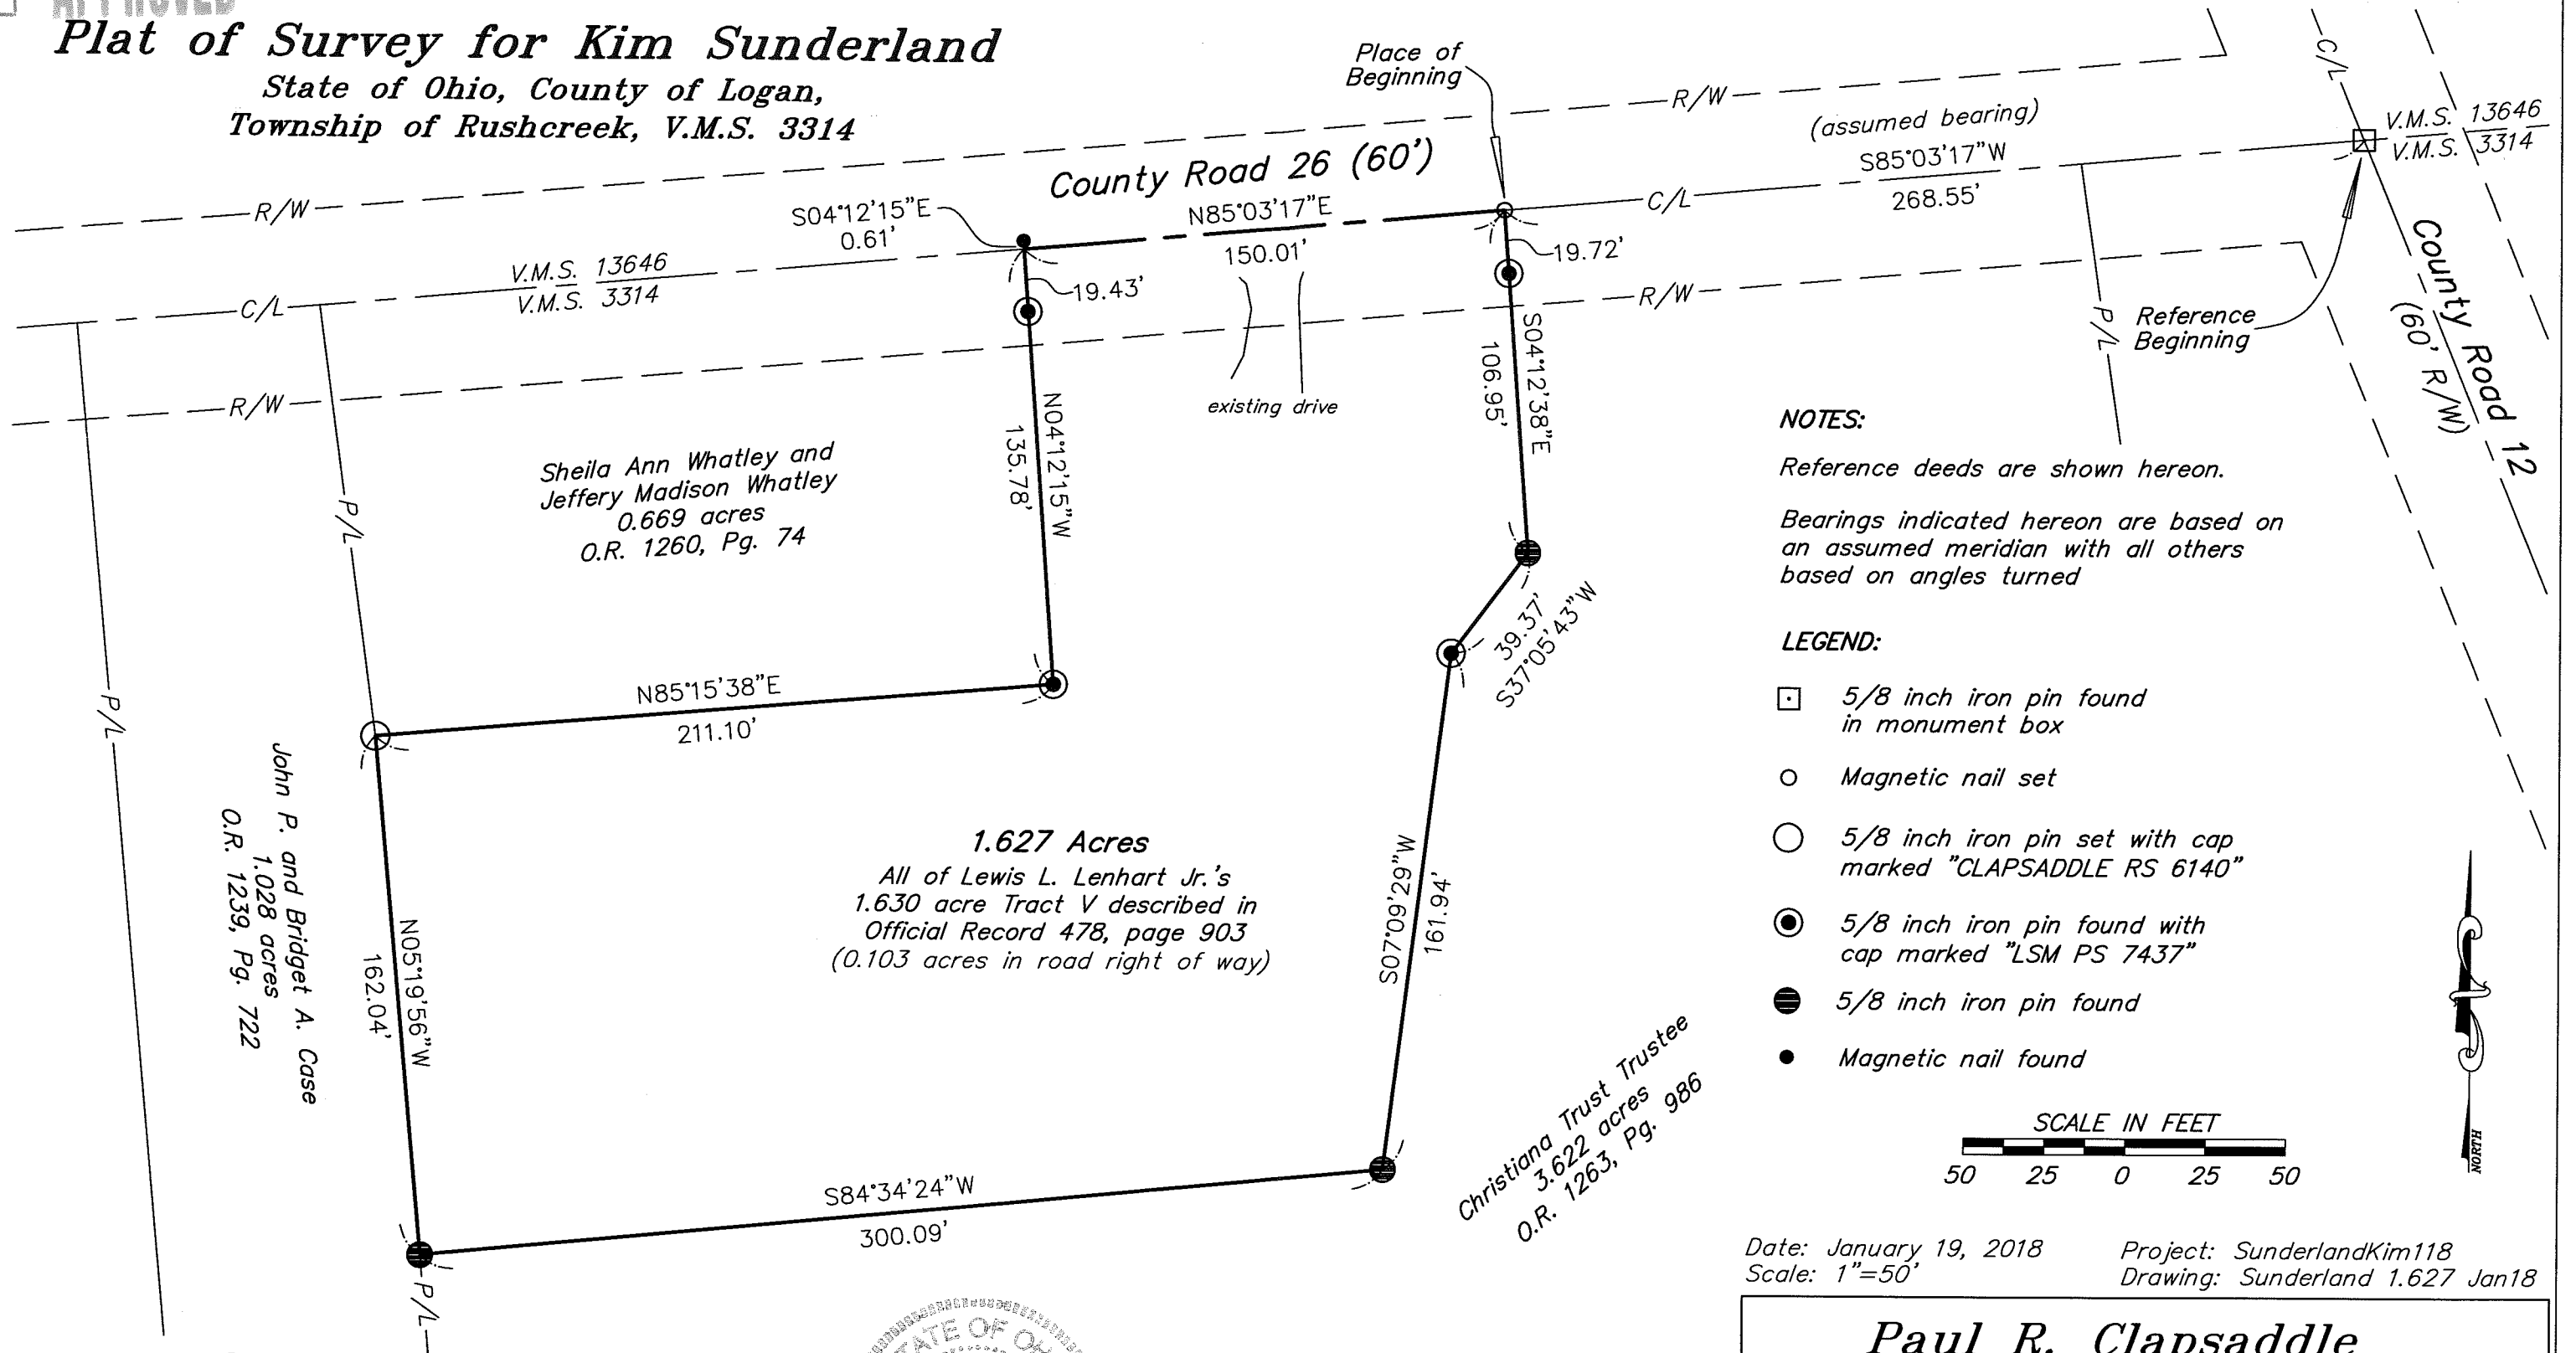 APPROVED
Plat of Survey for Kim Sunderland
State of Ohio, County of Logan,
Township of Rushcreek, V.M.S. 3314
Place of
Beginning
R/W
(assumed bearing)
C/L
V.M.S. 13646
V.M.S. 3314
County Road 26 (60')
S85°03'17"W
268.55'
C/L
R/W
S04°12'15"E
0.61'
N85°03'17"E
150.01'
19.72'
19.43'
V.M.S. 13646
V.M.S. 3314
C/L
R/W
R/W
existing drive
P/L
Reference
Beginning
County Road 12
(60' R/W)
S04°12'38"E
106.95'
N04°12'15"W
135.78'
Sheila Ann Whatley and
Jeffery Madison Whatley
0.669 acres
O.R. 1260, Pg. 74
P/L
P/L
39.37'
S37°05'43"W
N85°15'38"E
211.10'
John P. and Bridget A. Case
1.028 acres
O.R. 1239, Pg. 722
N05°19'56"W
162.04'
1.627 Acres
All of Lewis L. Lenhart Jr.'s
1.630 acre Tract V described in
Official Record 478, page 903
(0.103 acres in road right of way)
S07°09'29"W
161.94'
Christiana Trust Trustee
3.622 acres
O.R. 1263, Pg. 986
S84°34'24"W
300.09'
P/L
NOTES:
Reference deeds are shown hereon.
Bearings indicated hereon are based on
an assumed meridian with all others
based on angles turned
LEGEND:
5/8 inch iron pin found
in monument box
Magnetic nail set
5/8 inch iron pin set with cap
marked "CLAPSADDLE RS 6140"
5/8 inch iron pin found with
cap marked "LSM PS 7437"
5/8 inch iron pin found
Magnetic nail found
NORTH
SCALE IN FEET
50 25 0 25 50
Date: January 19, 2018 Project: SunderlandKim118
Scale: 1"=50' Drawing: Sunderland 1.627 Jan18
Paul R. Clapsaddle
STATE OF OH